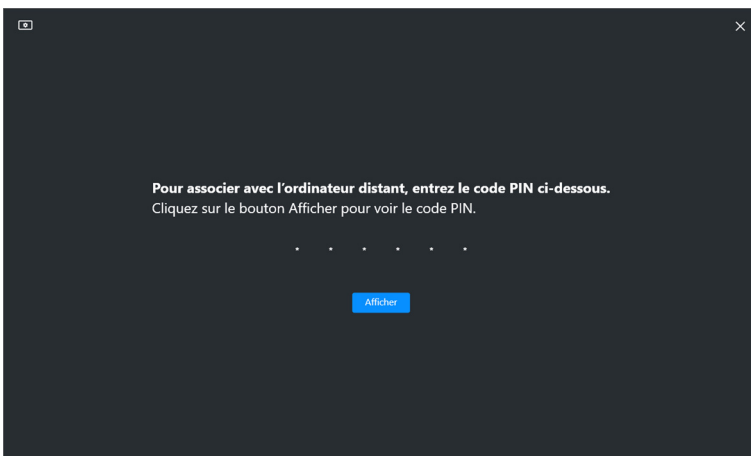 Pour associer avec l’ordinateur distant, entrez le code PIN ci-dessous.
Cliquez sur le bouton Afficher pour voir le code PIN.
* * * * * *
Afficher